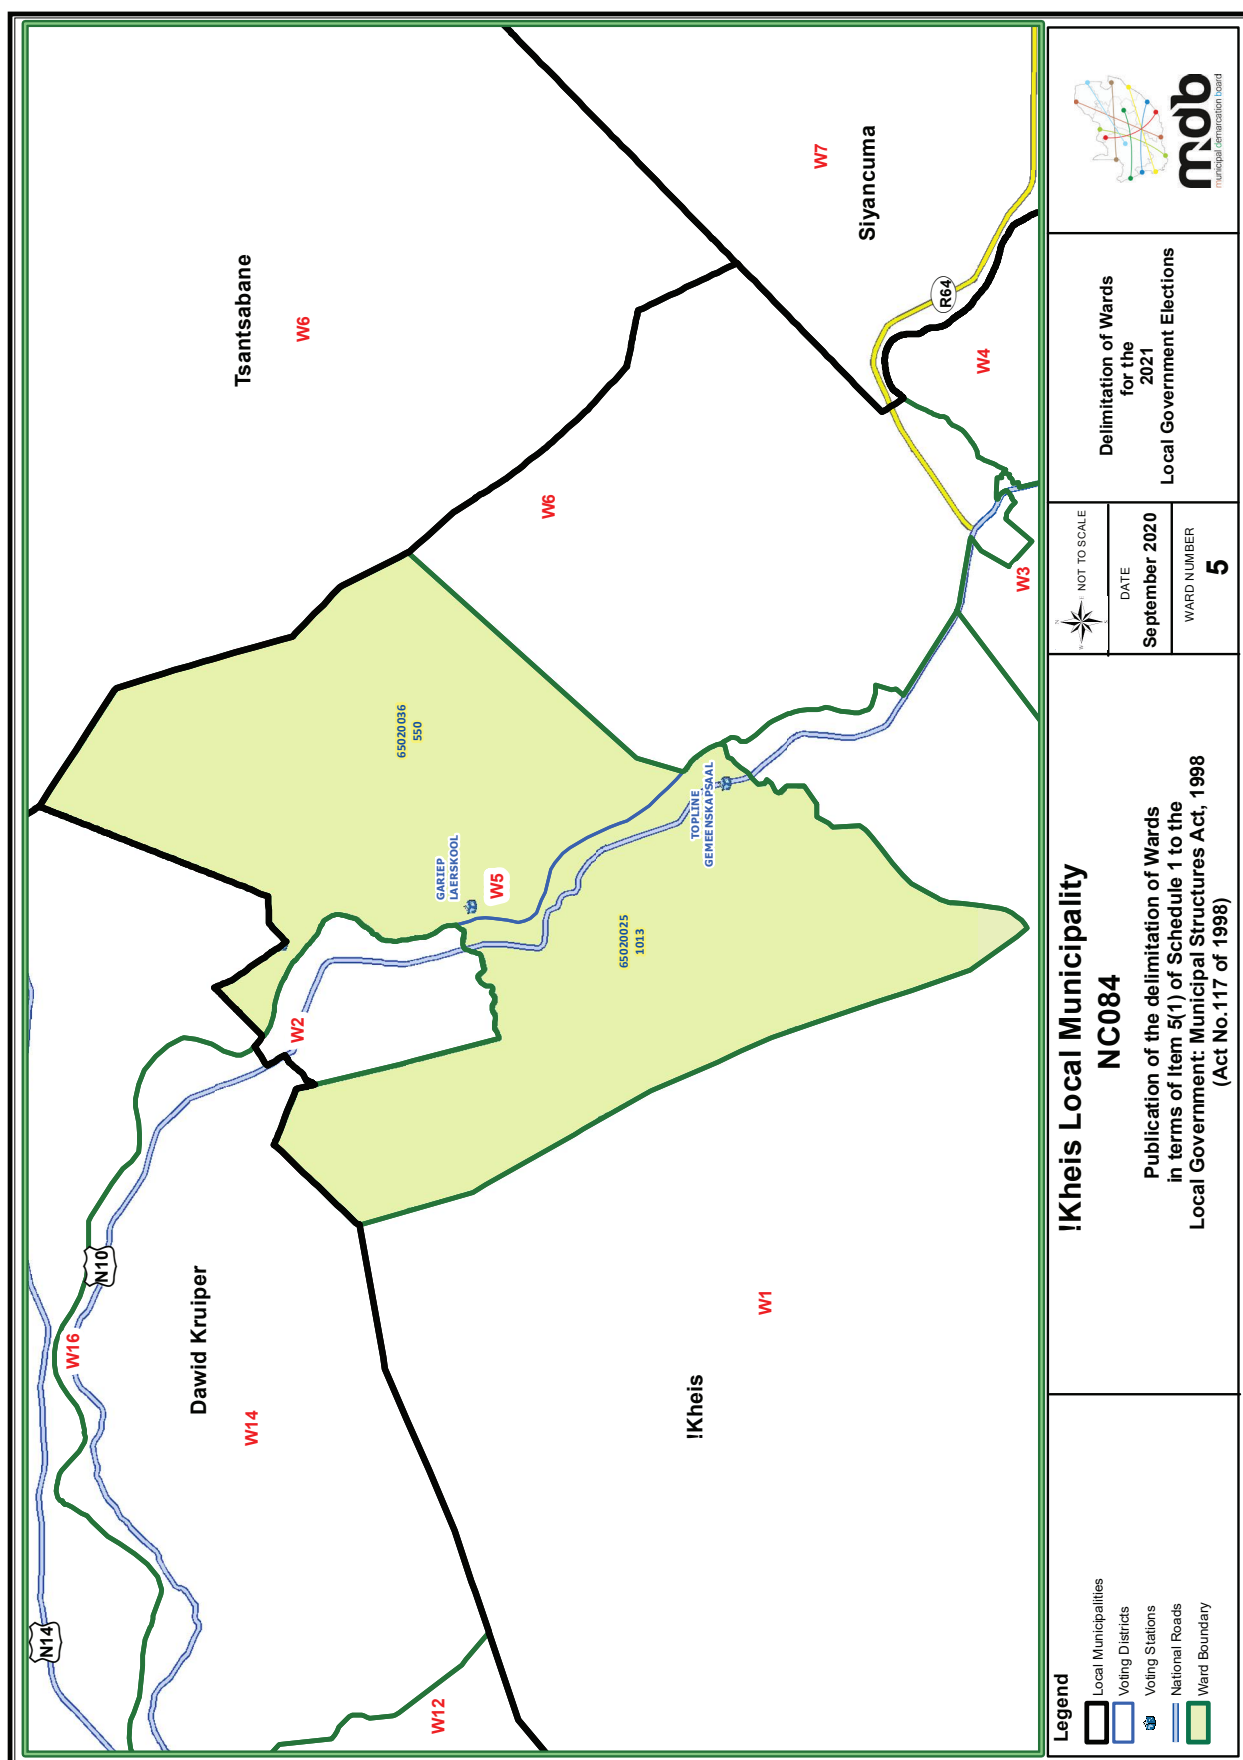 Tsantsabane
W6
W7
Siyancuma
R64
W4
W6
W3
65020036
550
GARIEP
LAERSKOOL
W5
TOPLINE
GEMEENSKAPSAAL
65020025
1013
W2
N10
W16
Dawid Kruiper
W14
N14
W12
W1
!Kheis
Legend
Local Municipalities
Voting Districts
Voting Stations
National Roads
Ward Boundary
!Kheis Local Municipality
NC084
Publication of the delimitation of Wards
in terms of Item 5(1) of Schedule 1 to the
Local Government: Municipal Structures Act, 1998
(Act No.117 of 1998)
NOT TO SCALE
DATE
September 2020
WARD NUMBER
5
Delimitation of Wards
for the
2021
Local Government Elections
mdb
municipal demarcation board